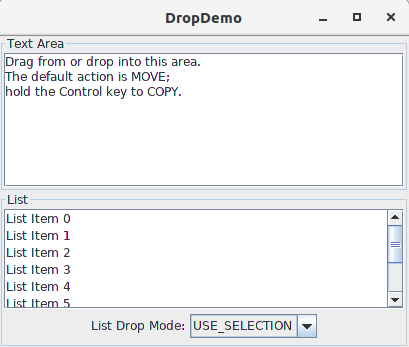 DropDemo
Text Area
Drag from or drop into this area.
The default action is MOVE;
hold the Control key to COPY.
List
List Item 0
List Item 1
List Item 2
List Item 3
List Item 4
List Item 5
List Drop Mode: USE_SELECTION